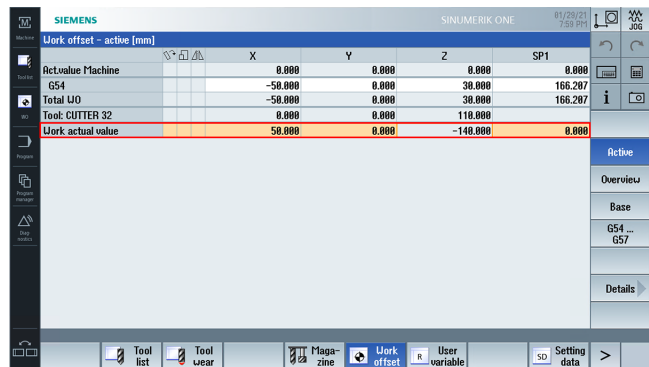 SIEMENS
SINUMERIK ONE
01/28/21
7:59 PM
JOG
Machine
Work offset - active [mm]
X Y Z SP1
Act.value Machine 0.000 0.000 0.000 0.000
G54 -50.000 0.000 30.000 166.207
Total WO -50.000 0.000 30.000 166.207
Tool: CUTTER 32 0.000 0.000 110.000
Work actual value 50.000 0.000 -140.000 0.000
M
Tool list
WO
Program
Program
manager
Diag-
nostics
i
Active
Overview
Base
G54 ...
G57
Details
Tool
list
Tool
wear
Maga-
zine
Work
offset
R User
variable
SD Setting
data
>